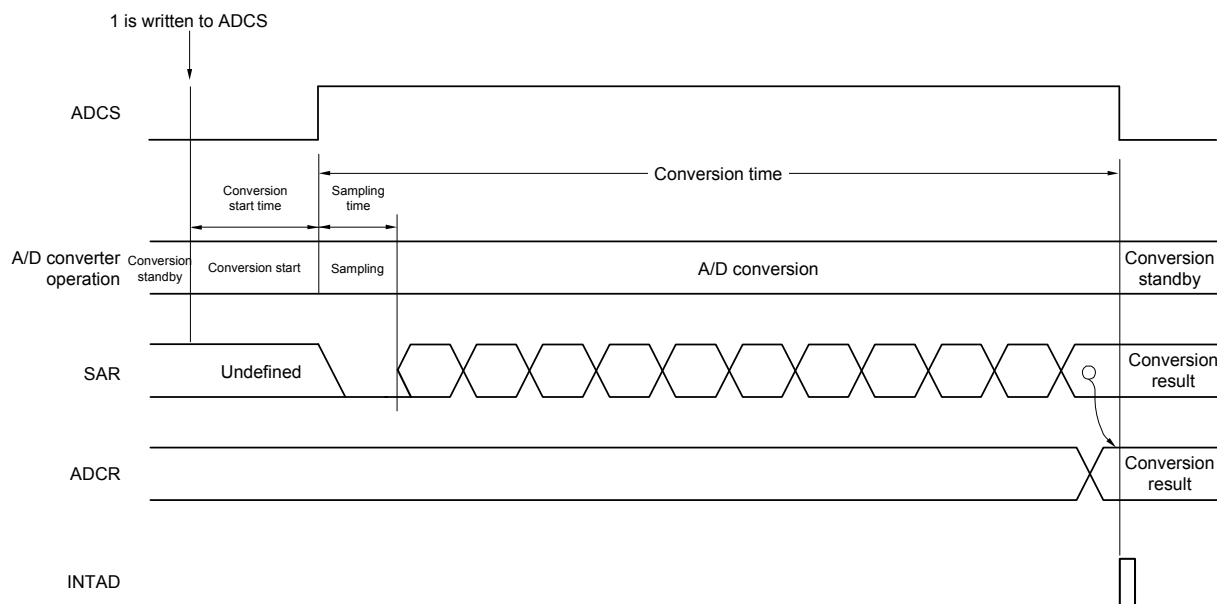 1 is written to ADCS
ADCS
Conversion time
Conversion
start time
Sampling
time
A/D converter
operation
Conversion
standby
Conversion start
Sampling
A/D conversion
Conversion
standby
SAR
Undefined
Conversion
result
ADCR
Conversion
result
INTAD